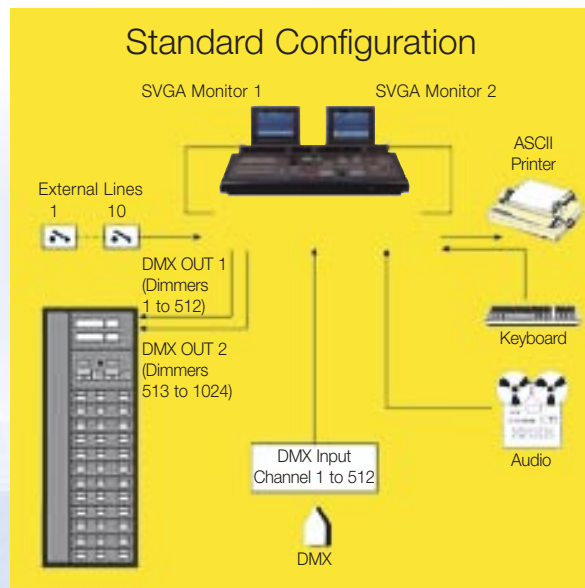 Standard Configuration
SVGA Monitor 1
SVGA Monitor 2
ASCII
Printer
External Lines
1 10
DMX OUT 1
(Dimmers
1 to 512)
DMX OUT 2
(Dimmers
513 to 1024)
Keyboard
DMX Input
Channel 1 to 512
Audio
DMX